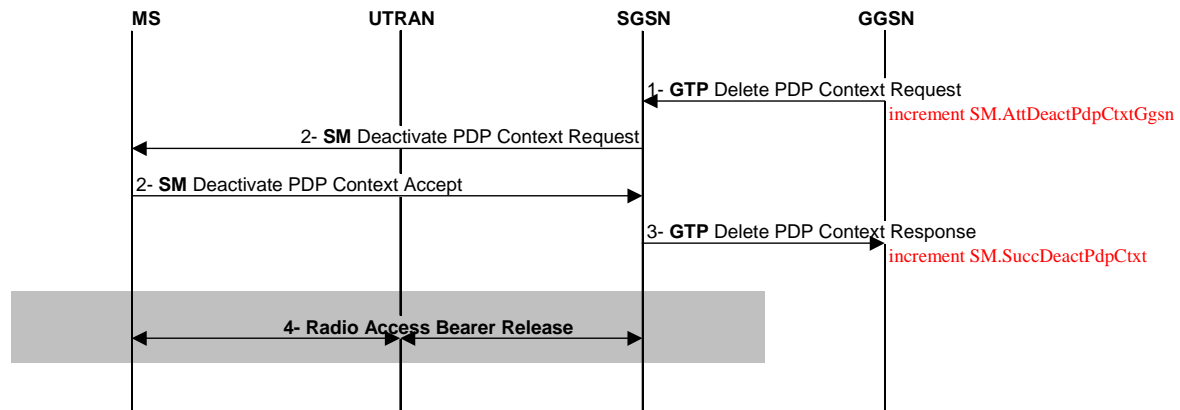 MS UTRAN SGSN GGSN
1- GTP Delete PDP Context Request
increment SM.AttDeactPdpCtxtGgsn
2- SM Deactivate PDP Context Request
2- SM Deactivate PDP Context Accept
3- GTP Delete PDP Context Response
increment SM.SuccDeactPdpCtxt
4- Radio Access Bearer Release